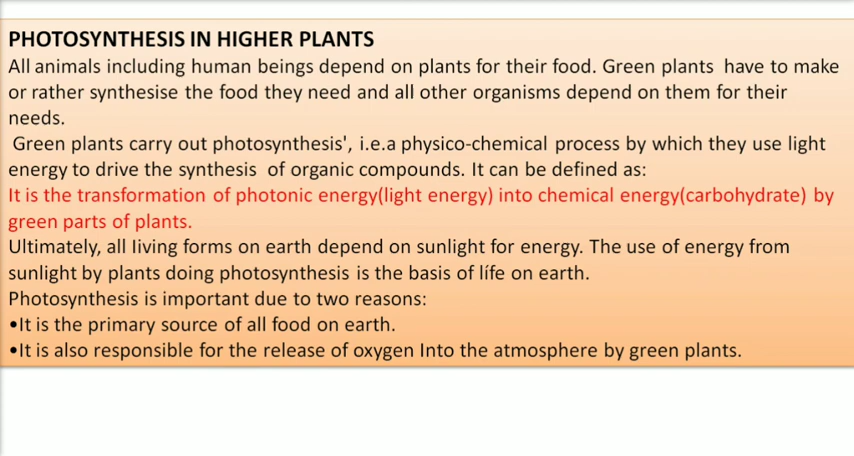 PHOTOSYNTHESIS IN HIGHER PLANTS
All animals including human beings depend on plants for their food. Green plants have to make
or rather synthesise the food they need and all other organisms depend on them for their
needs.
Green plants carry out photosynthesis', i.e.a physico-chemical process by which they use light
energy to drive the synthesis of organic compounds. It can be defined as:
It is the transformation of photonic energy(light energy) into chemical energy(carbohydrate) by
green parts of plants.
Ultimately, all Iiving forms on earth depend on sunlight for energy. The use of energy from
sunlight by plants doing photosynthesis is the basis of lífe on earth.
Photosynthesis is important due to two reasons:
•It is the primary source of all food on earth.
•It is also responsible for the release of oxygen Into the atmosphere by green plants.